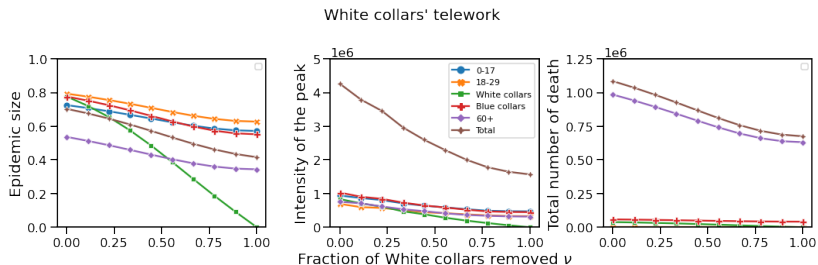 White collars' telework
Epidemic size
1.0
0.8
0.6
0.4
0.2
0.0
0.00 0.25 0.50 0.75 1.00
Intensity of the peak
1e6
5
4
3
2
1
0
0-17
18-29
White collars
Blue collars
60+
Total
0.00 0.25 0.50 0.75 1.00
Total number of death
1e6
1.25
1.00
0.75
0.50
0.25
0.00
0.00 0.25 0.50 0.75 1.00
Fraction of White collars removed ν